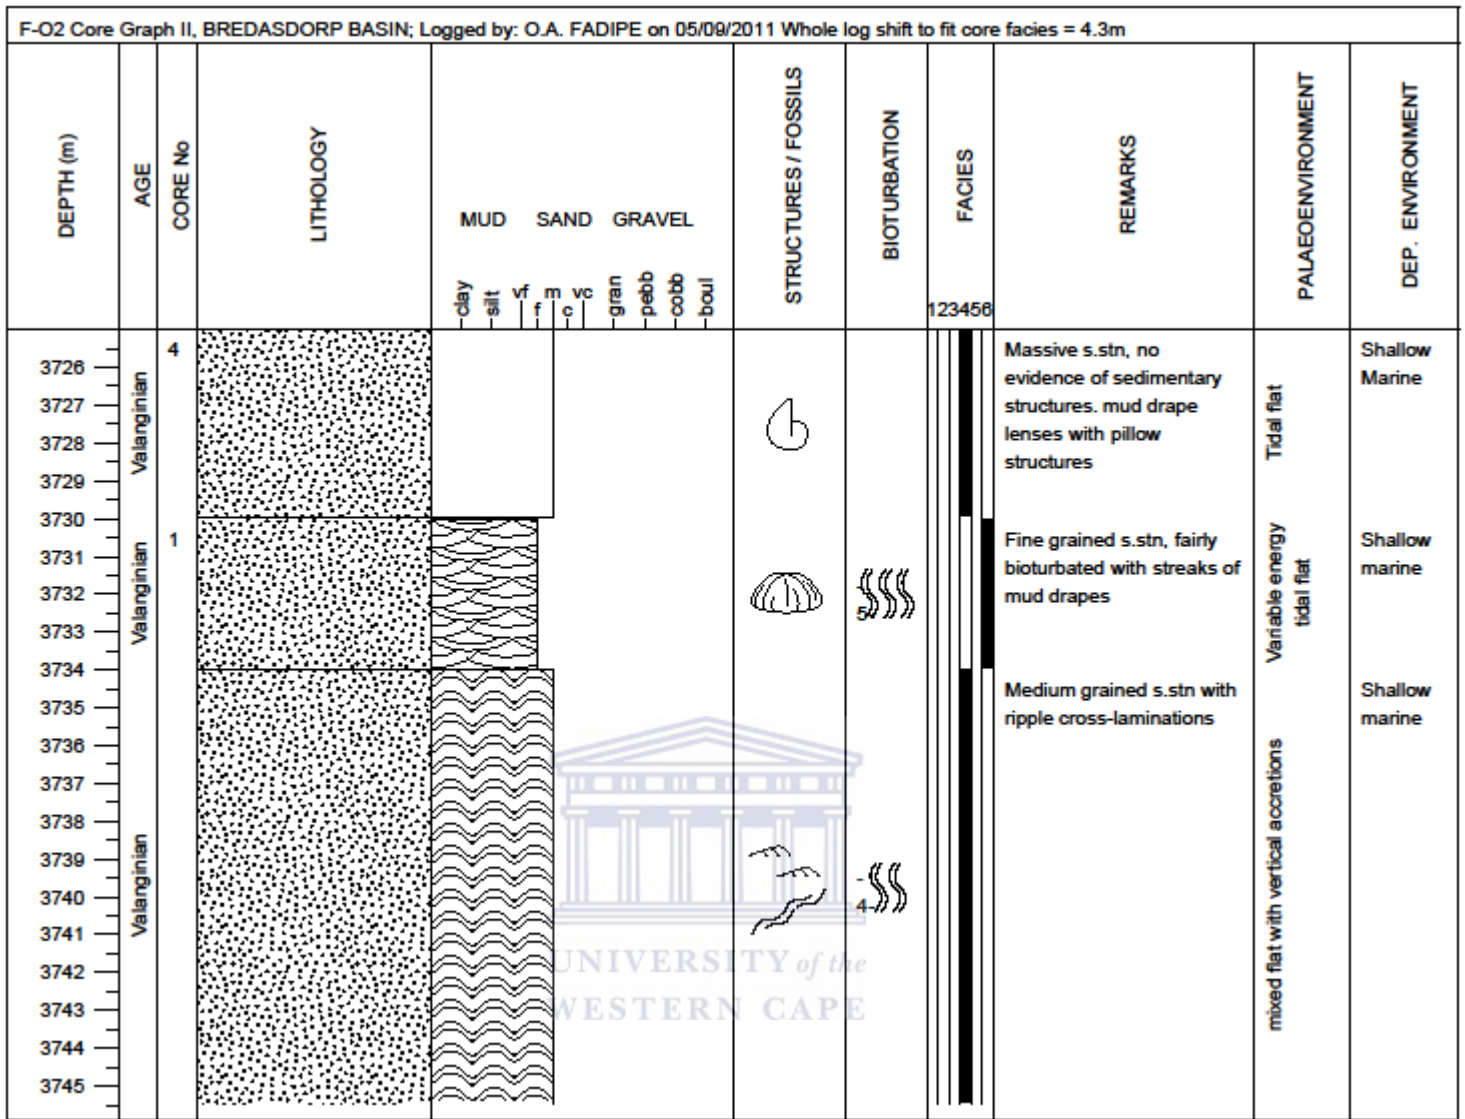 F-O2 Core Graph II, BREDASDORP BASIN; Logged by: O.A. FADIPE on 05/09/2011 Whole log shift to fit core facies = 4.3m
DEPTH (m)
AGE
CORE No
LITHOLOGY
MUD SAND GRAVEL
clay
silt
vf
f
m
c
vc
gran
pebb
cobb
boul
STRUCTURES / FOSSILS
BIOTURBATION
FACIES
123456
REMARKS
PALAEOENVIRONMENT
DEP. ENVIRONMENT
3726
3727
3728
3729
3730
3731
3732
3733
3734
3735
3736
3737
3738
3739
3740
3741
3742
3743
3744
3745
Valanginian
4
Massive s.stn, no
evidence of sedimentary
structures. mud drape
lenses with pillow
structures
Tidal flat
Shallow
Marine
Valanginian
1
5
Fine grained s.stn, fairly
bioturbated with streaks of
mud drapes
Variable energy
tidal flat
Shallow
marine
Valanginian
4
Medium grained s.stn with
ripple cross-laminations
mixed flat with vertical accretions
Shallow
marine
UNIVERSITY of the
WESTERN CAPE